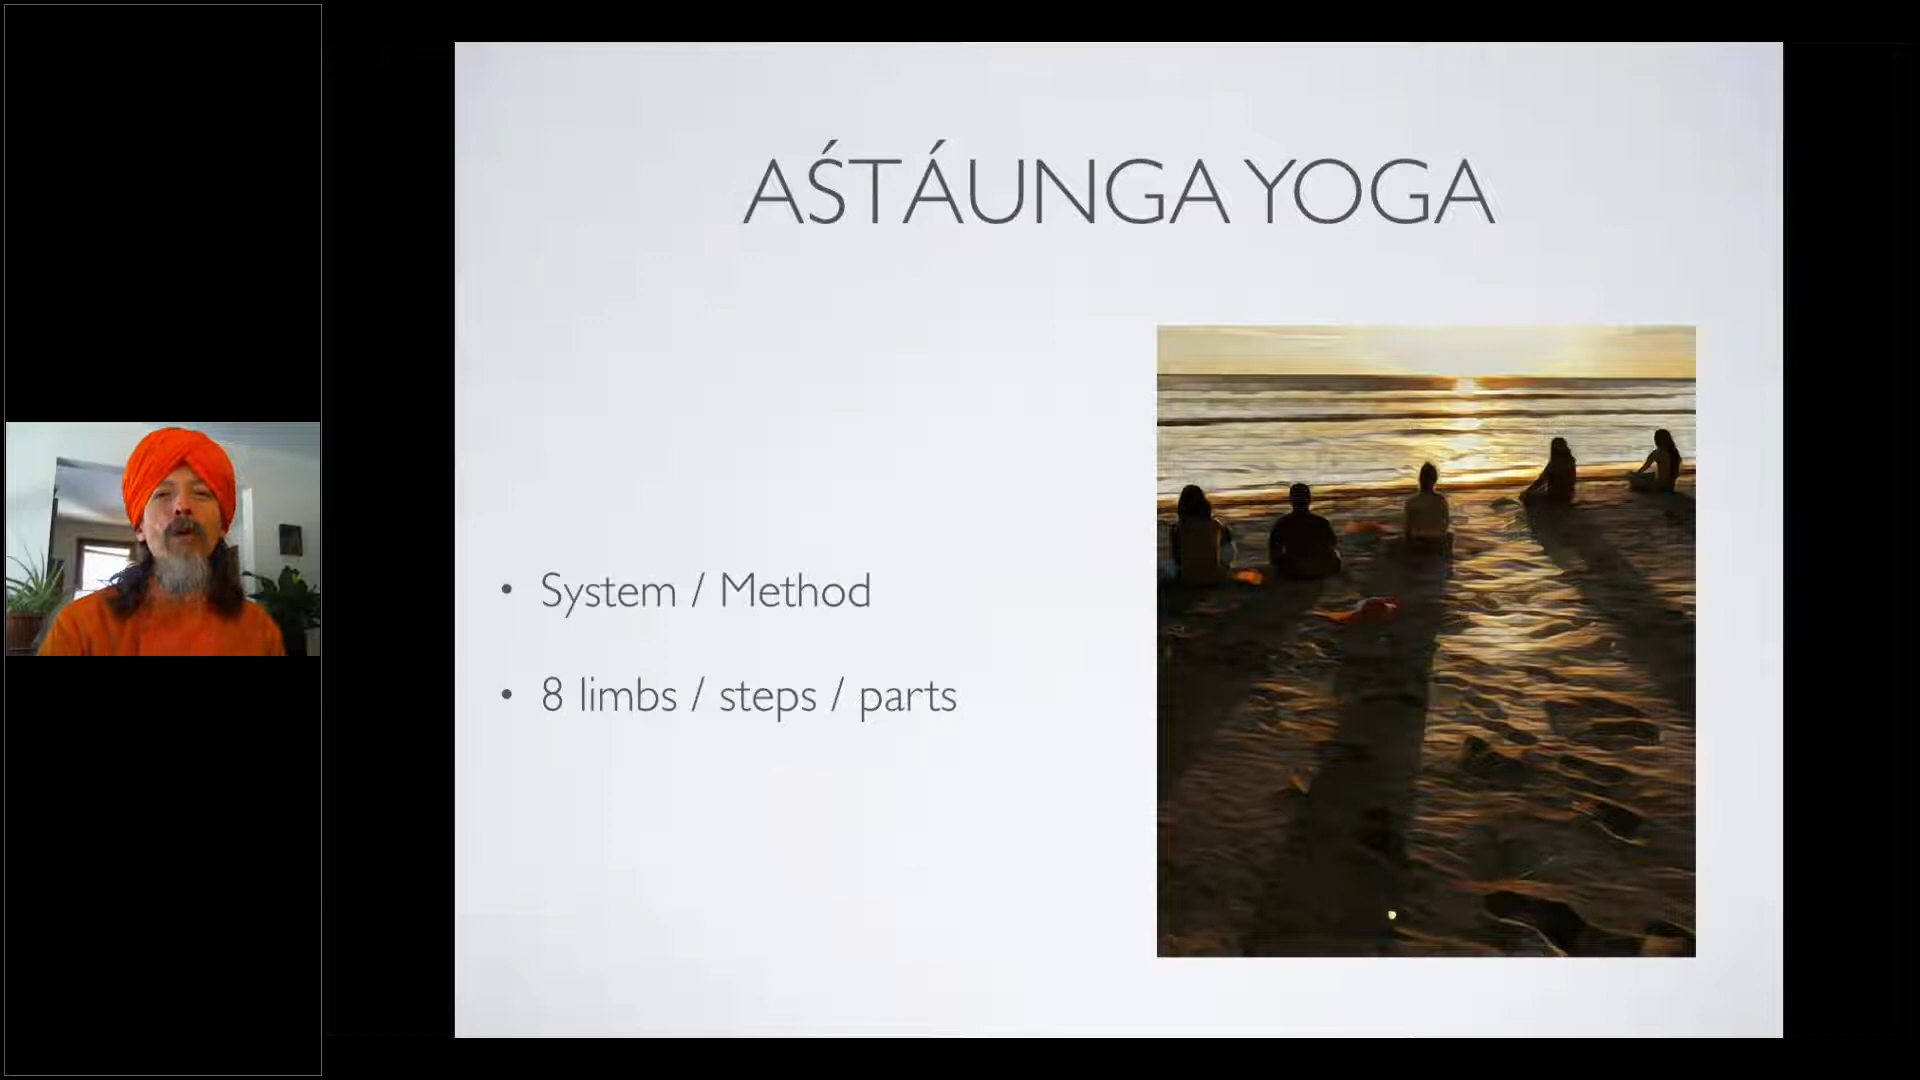 AŚTÁUNGA YOGA
• System / Method
• 8 limbs / steps / parts